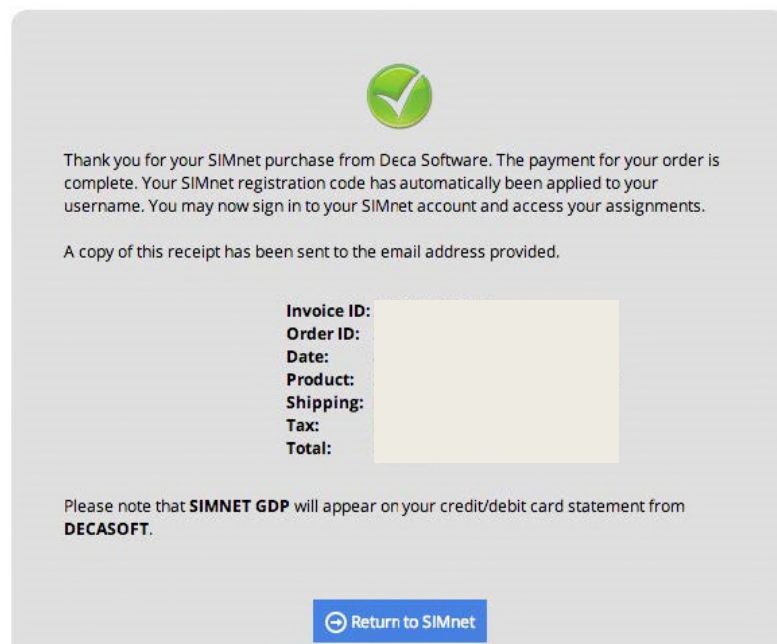 Thank you for your SIMnet purchase from Deca Software. The payment for your order is
complete. Your SIMnet registration code has automatically been applied to your
username. You may now sign in to your SIMnet account and access your assignments.
A copy of this receipt has been sent to the email address provided.
Invoice ID:
Order ID:
Date:
Product:
Shipping:
Tax:
Total:
Please note that SIMNET GDP will appear on your credit/debit card statement from
DECASOFT.
Return to SIMnet